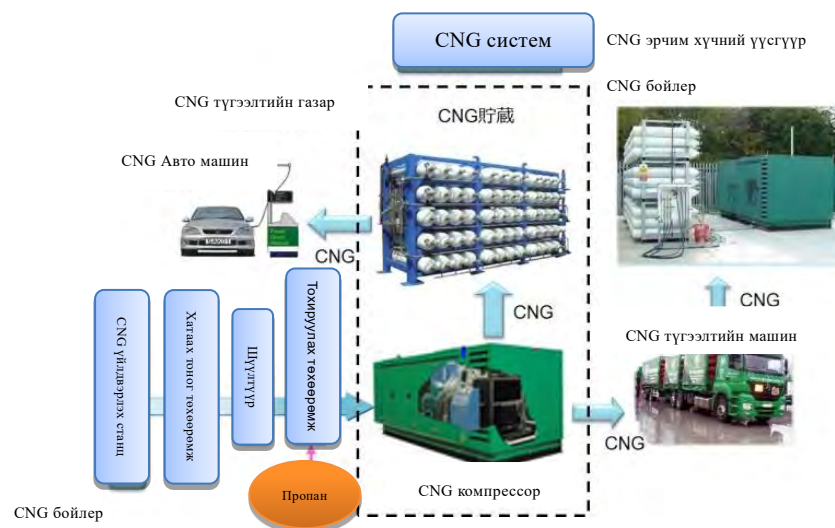 CNG систем
CNG эрчим хүчний үүсгүүр
CNG түгээлтийн газар
CNG貯蔵
CNG бойлер
CNG Авто машин
CNG
CNG
CNG
CNG түгээлтийн машин
CNG үйлдвэрлэх станц
Хатаах тоног төхөөрөмж
Шүүлтүүр
Тохируулах төхөөрөмж
CNG
Пропан
CNG компрессор
CNG бойлер